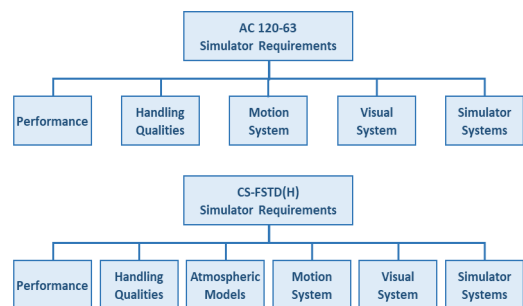 AC 120-63
Simulator Requirements
Performance
Handling
Qualities
Motion
System
Visual
System
Simulator
Systems
CS-FSTD(H)
Simulator Requirements
Performance
Handling
Qualities
Atmospheric
Models
Motion
System
Visual
System
Simulator
Systems